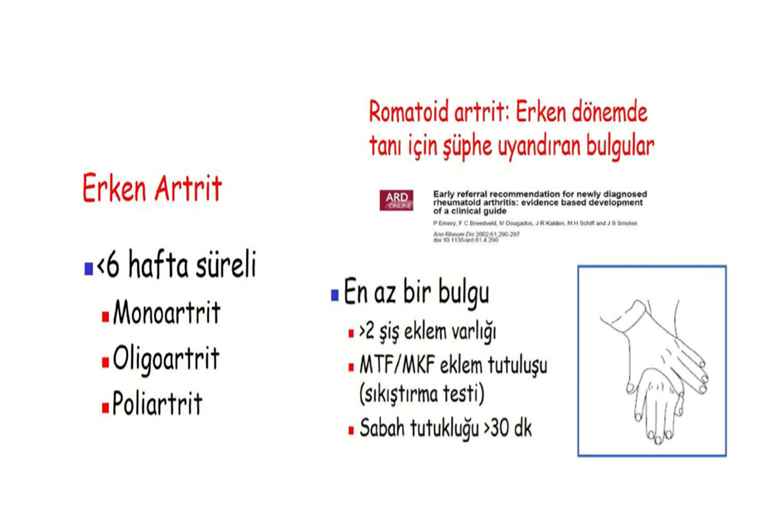 Erken Artrit
<6 hafta süreli
Monoartrit
Oligoartrit
Poliartrit
Romatoid artrit: Erken dönemde
tanı için şüphe uyandıran bulgular
ARD
ONLINE
Early referral recommendation for newly diagnosed
rheumatoid arthritis: evidence based development
of a clinical guide
P Emery, F C Breedveld, M Dougados, J R Kalden, M H Schiff and J S Smolen
Ann Rheum Dis 2002;61;290-297
doi:10.1136/ard.61.4.290
En az bir bulgu
>2 şiş eklem varlığı
MTF/MKF eklem tutuluşu
(sıkıştırma testi)
Sabah tutukluğu >30 dk